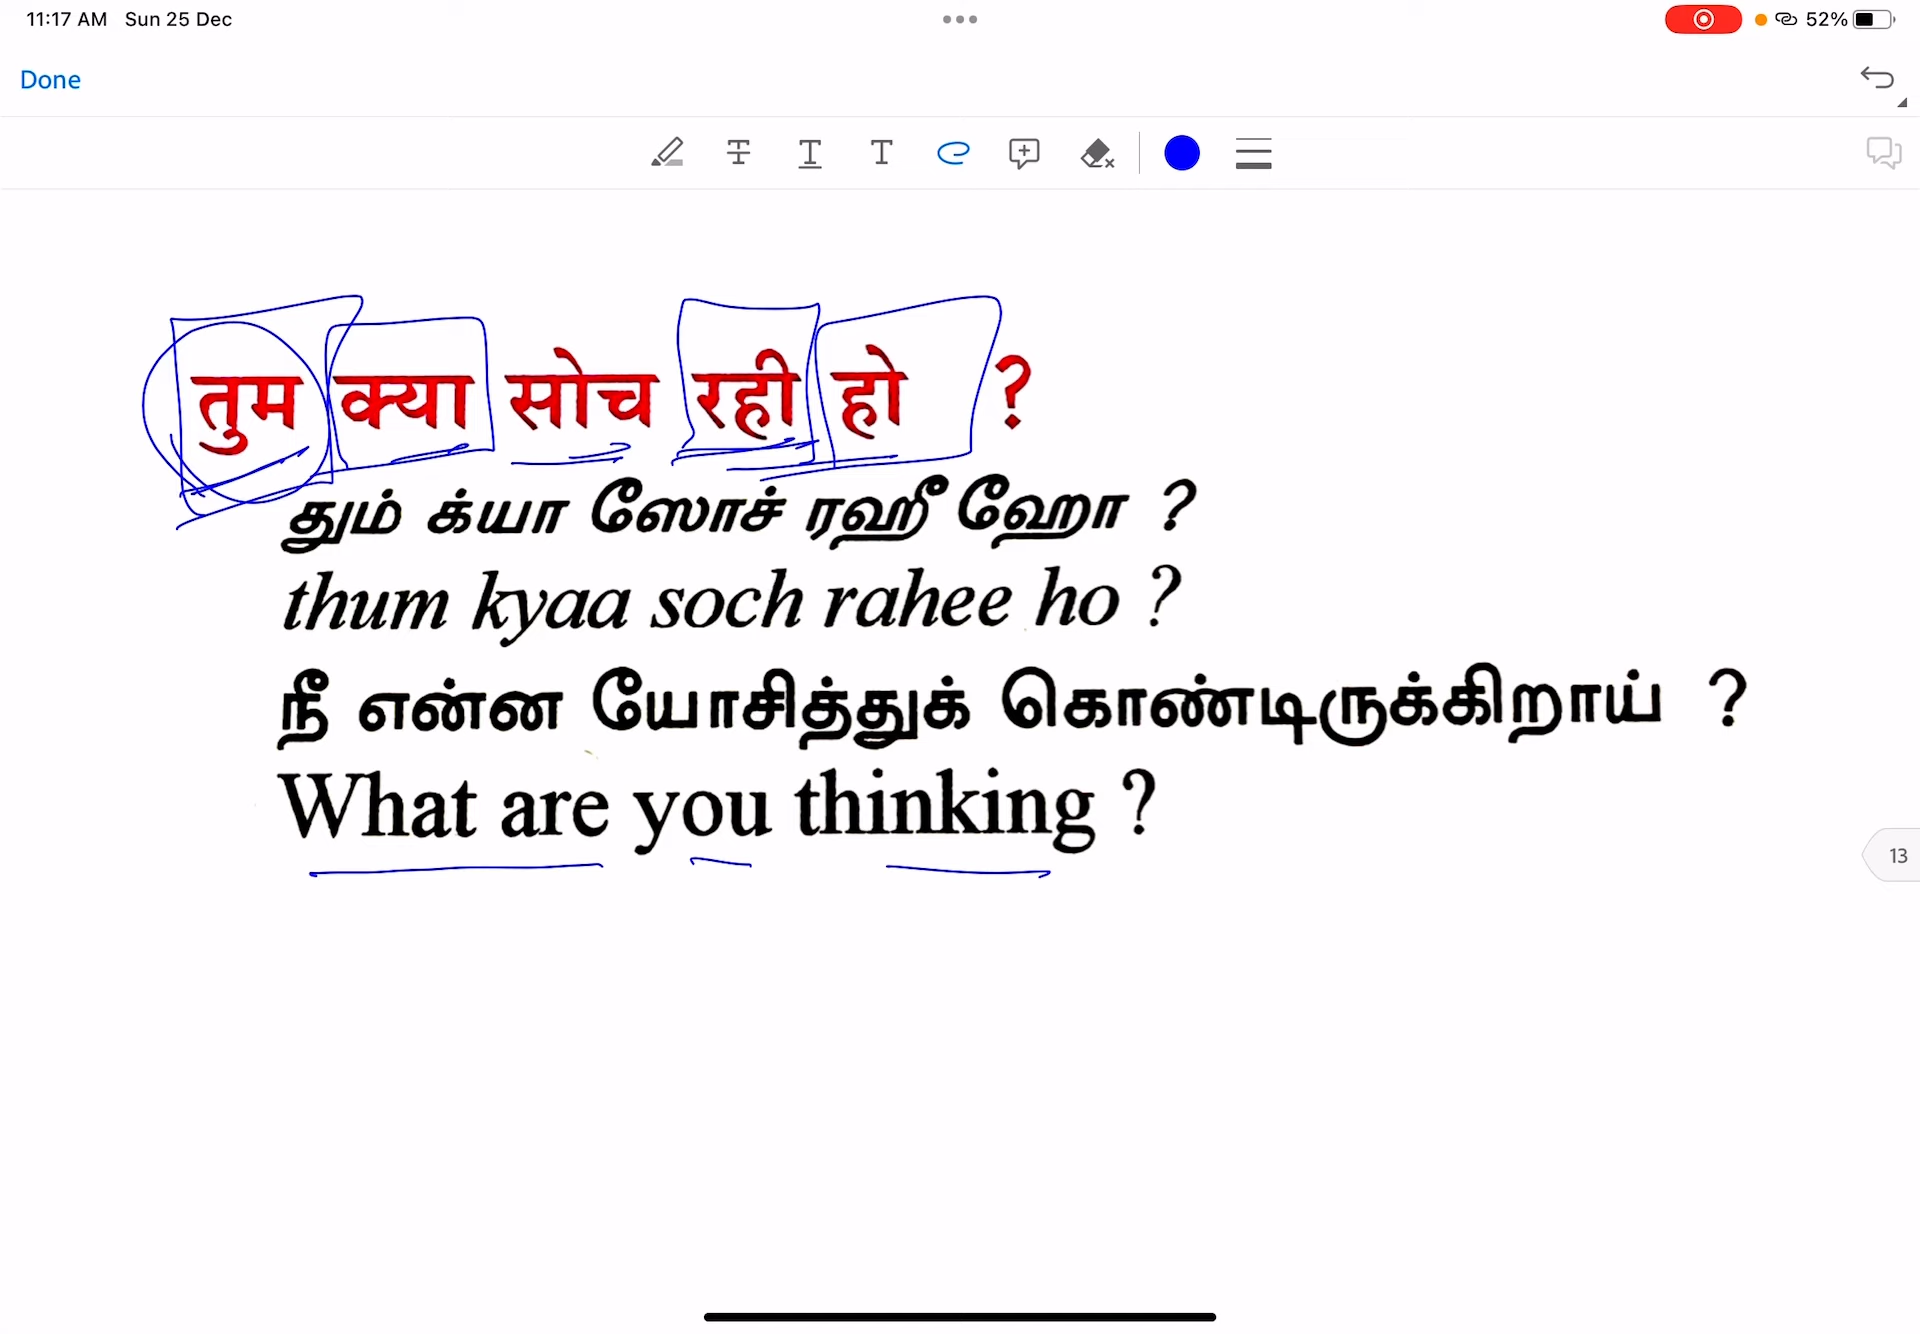 11:17 AM Sun 25 Dec
52%
Done
तुम क्या सोच रही हो ?
தும் க்யா ஸோச் ரஹீ ஹோ ?
thum kyaa soch rahee ho ?
நீ என்ன யோசித்துக் கொண்டிருக்கிறாய் ?
What are you thinking ?
13